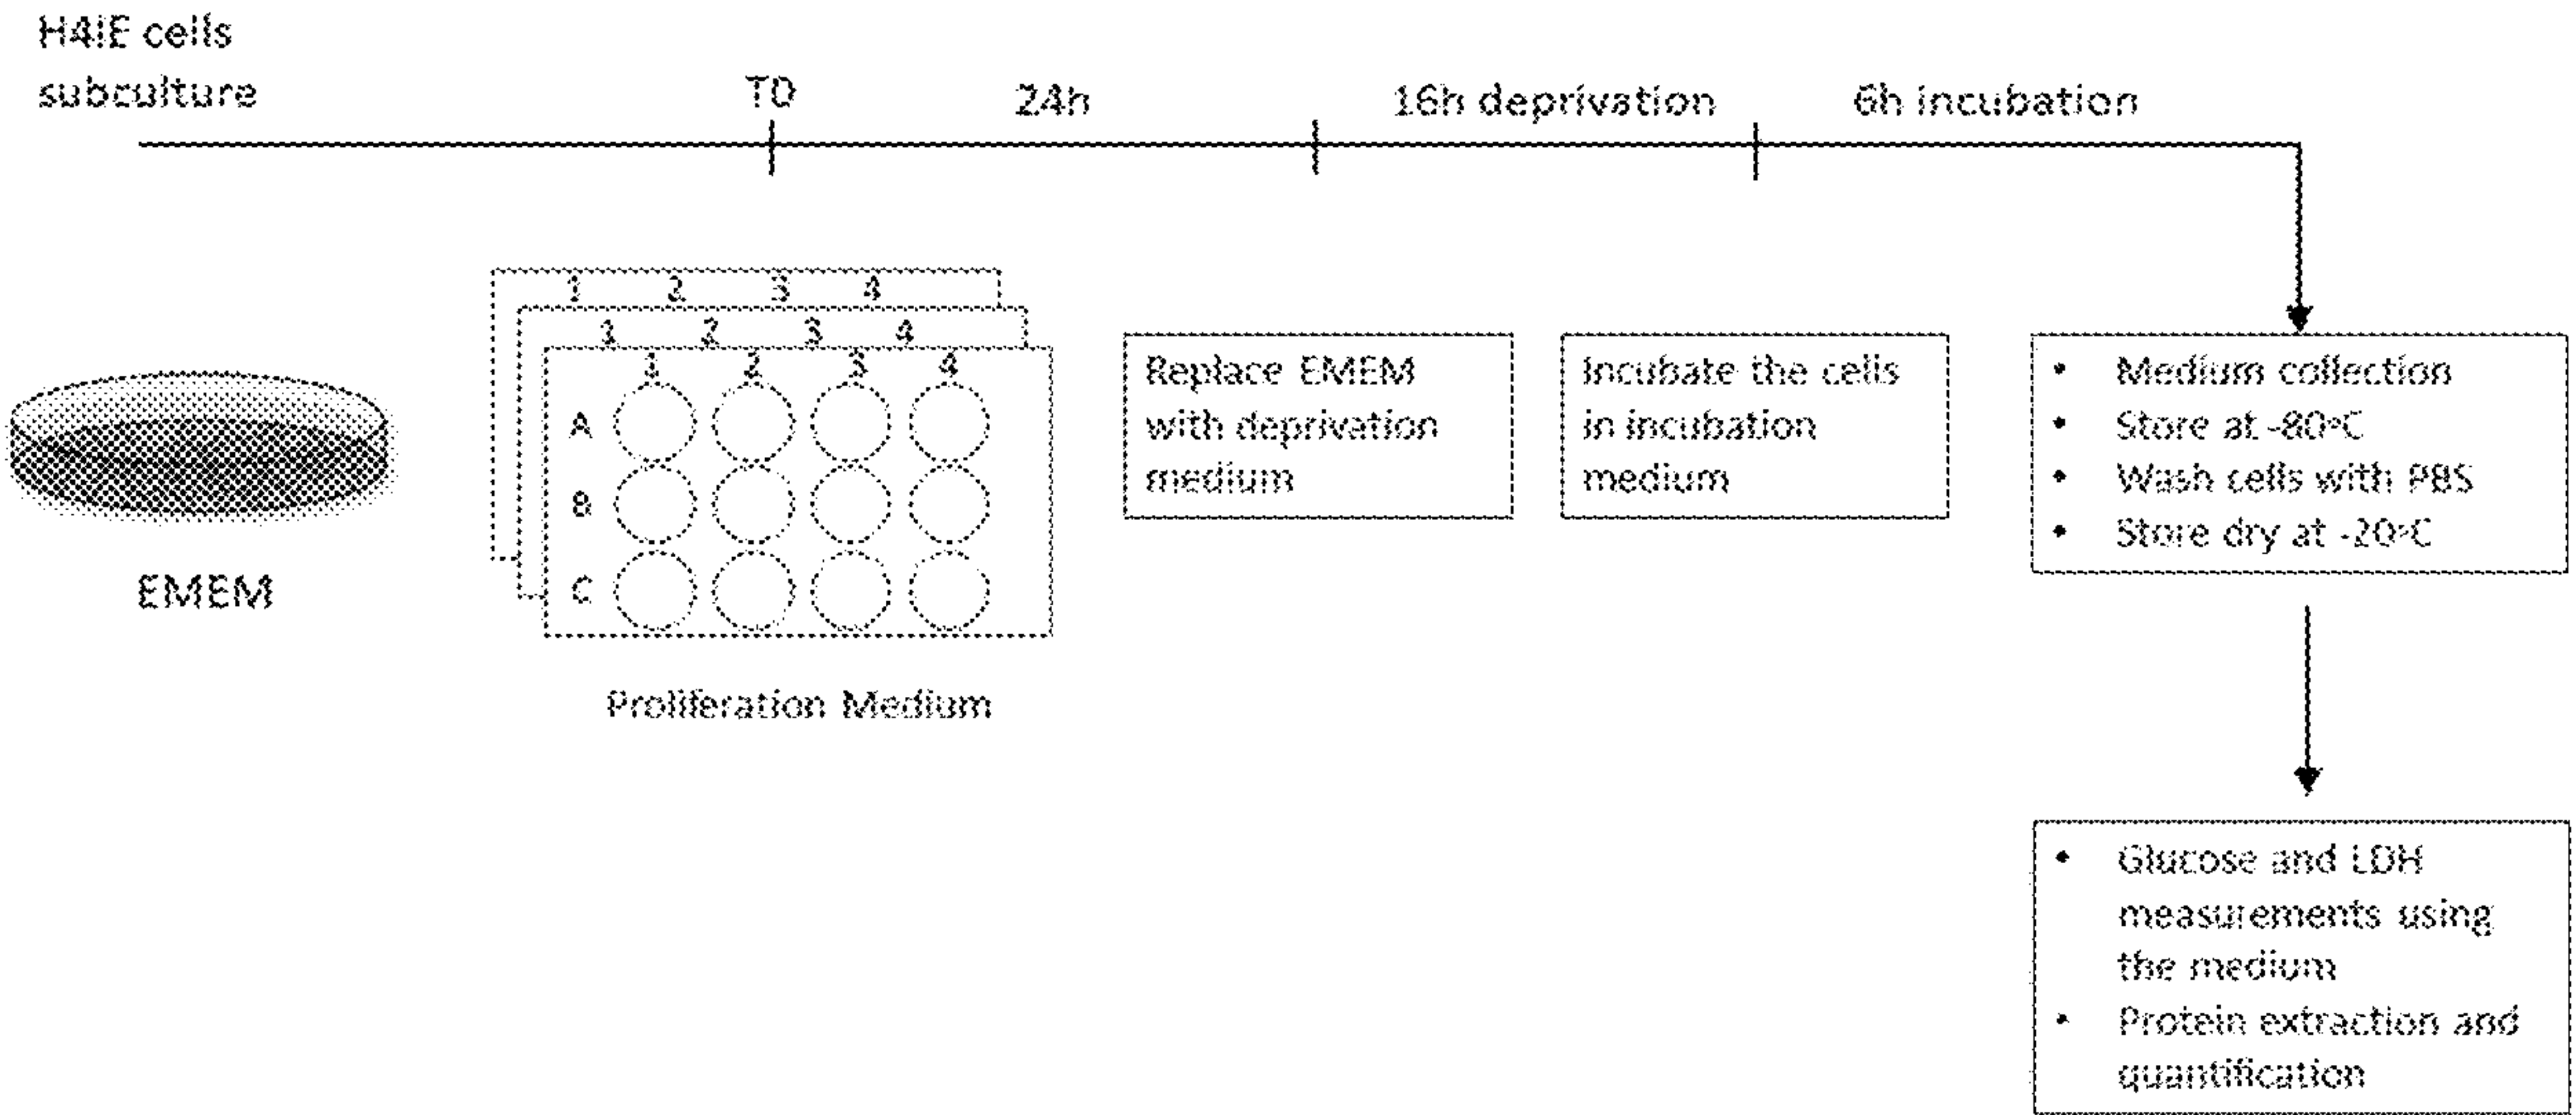 H4IE cells
subculture
T0
24h
16h deprivation
6h incubation
1 2 3 4
1 2 3 4
1 2 3 4
A
B
C
EMEM
Proliferation Medium
Replace EMEM
with deprivation
medium
Incubate the cells
in incubation
medium
• Medium collection
• Store at -80ºC
• Wash cells with PBS
• Store dry at -20ºC
• Glucose and LDH
measurements using
the medium
• Protein extraction and
quantification